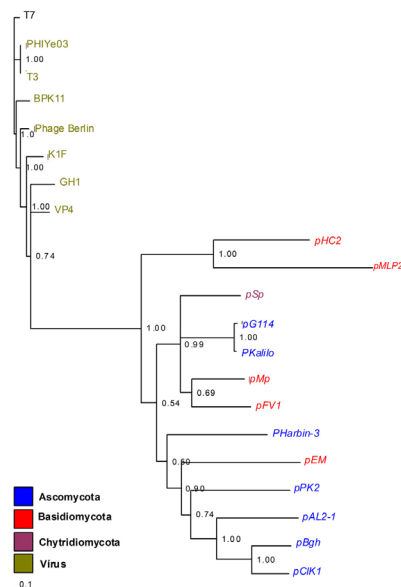 T7
PHIYe03
1.00
T3
BPK11
Phage Berlin
1.0
K1F
1.00
GH1
1.00
VP4
0.74
pHC2
1.00
pMLP2
pSp
1.00
pG114
0.99
1.00
PKalilo
pMp
0.69
0.54
pFV1
PHarbin-3
pEM
0.90
pPK2
0.74
pAL2-1
1.00
pBgh
1.00
pClK1
Ascomycota
Basidiomycota
Chytridiomycota
Virus
0.1